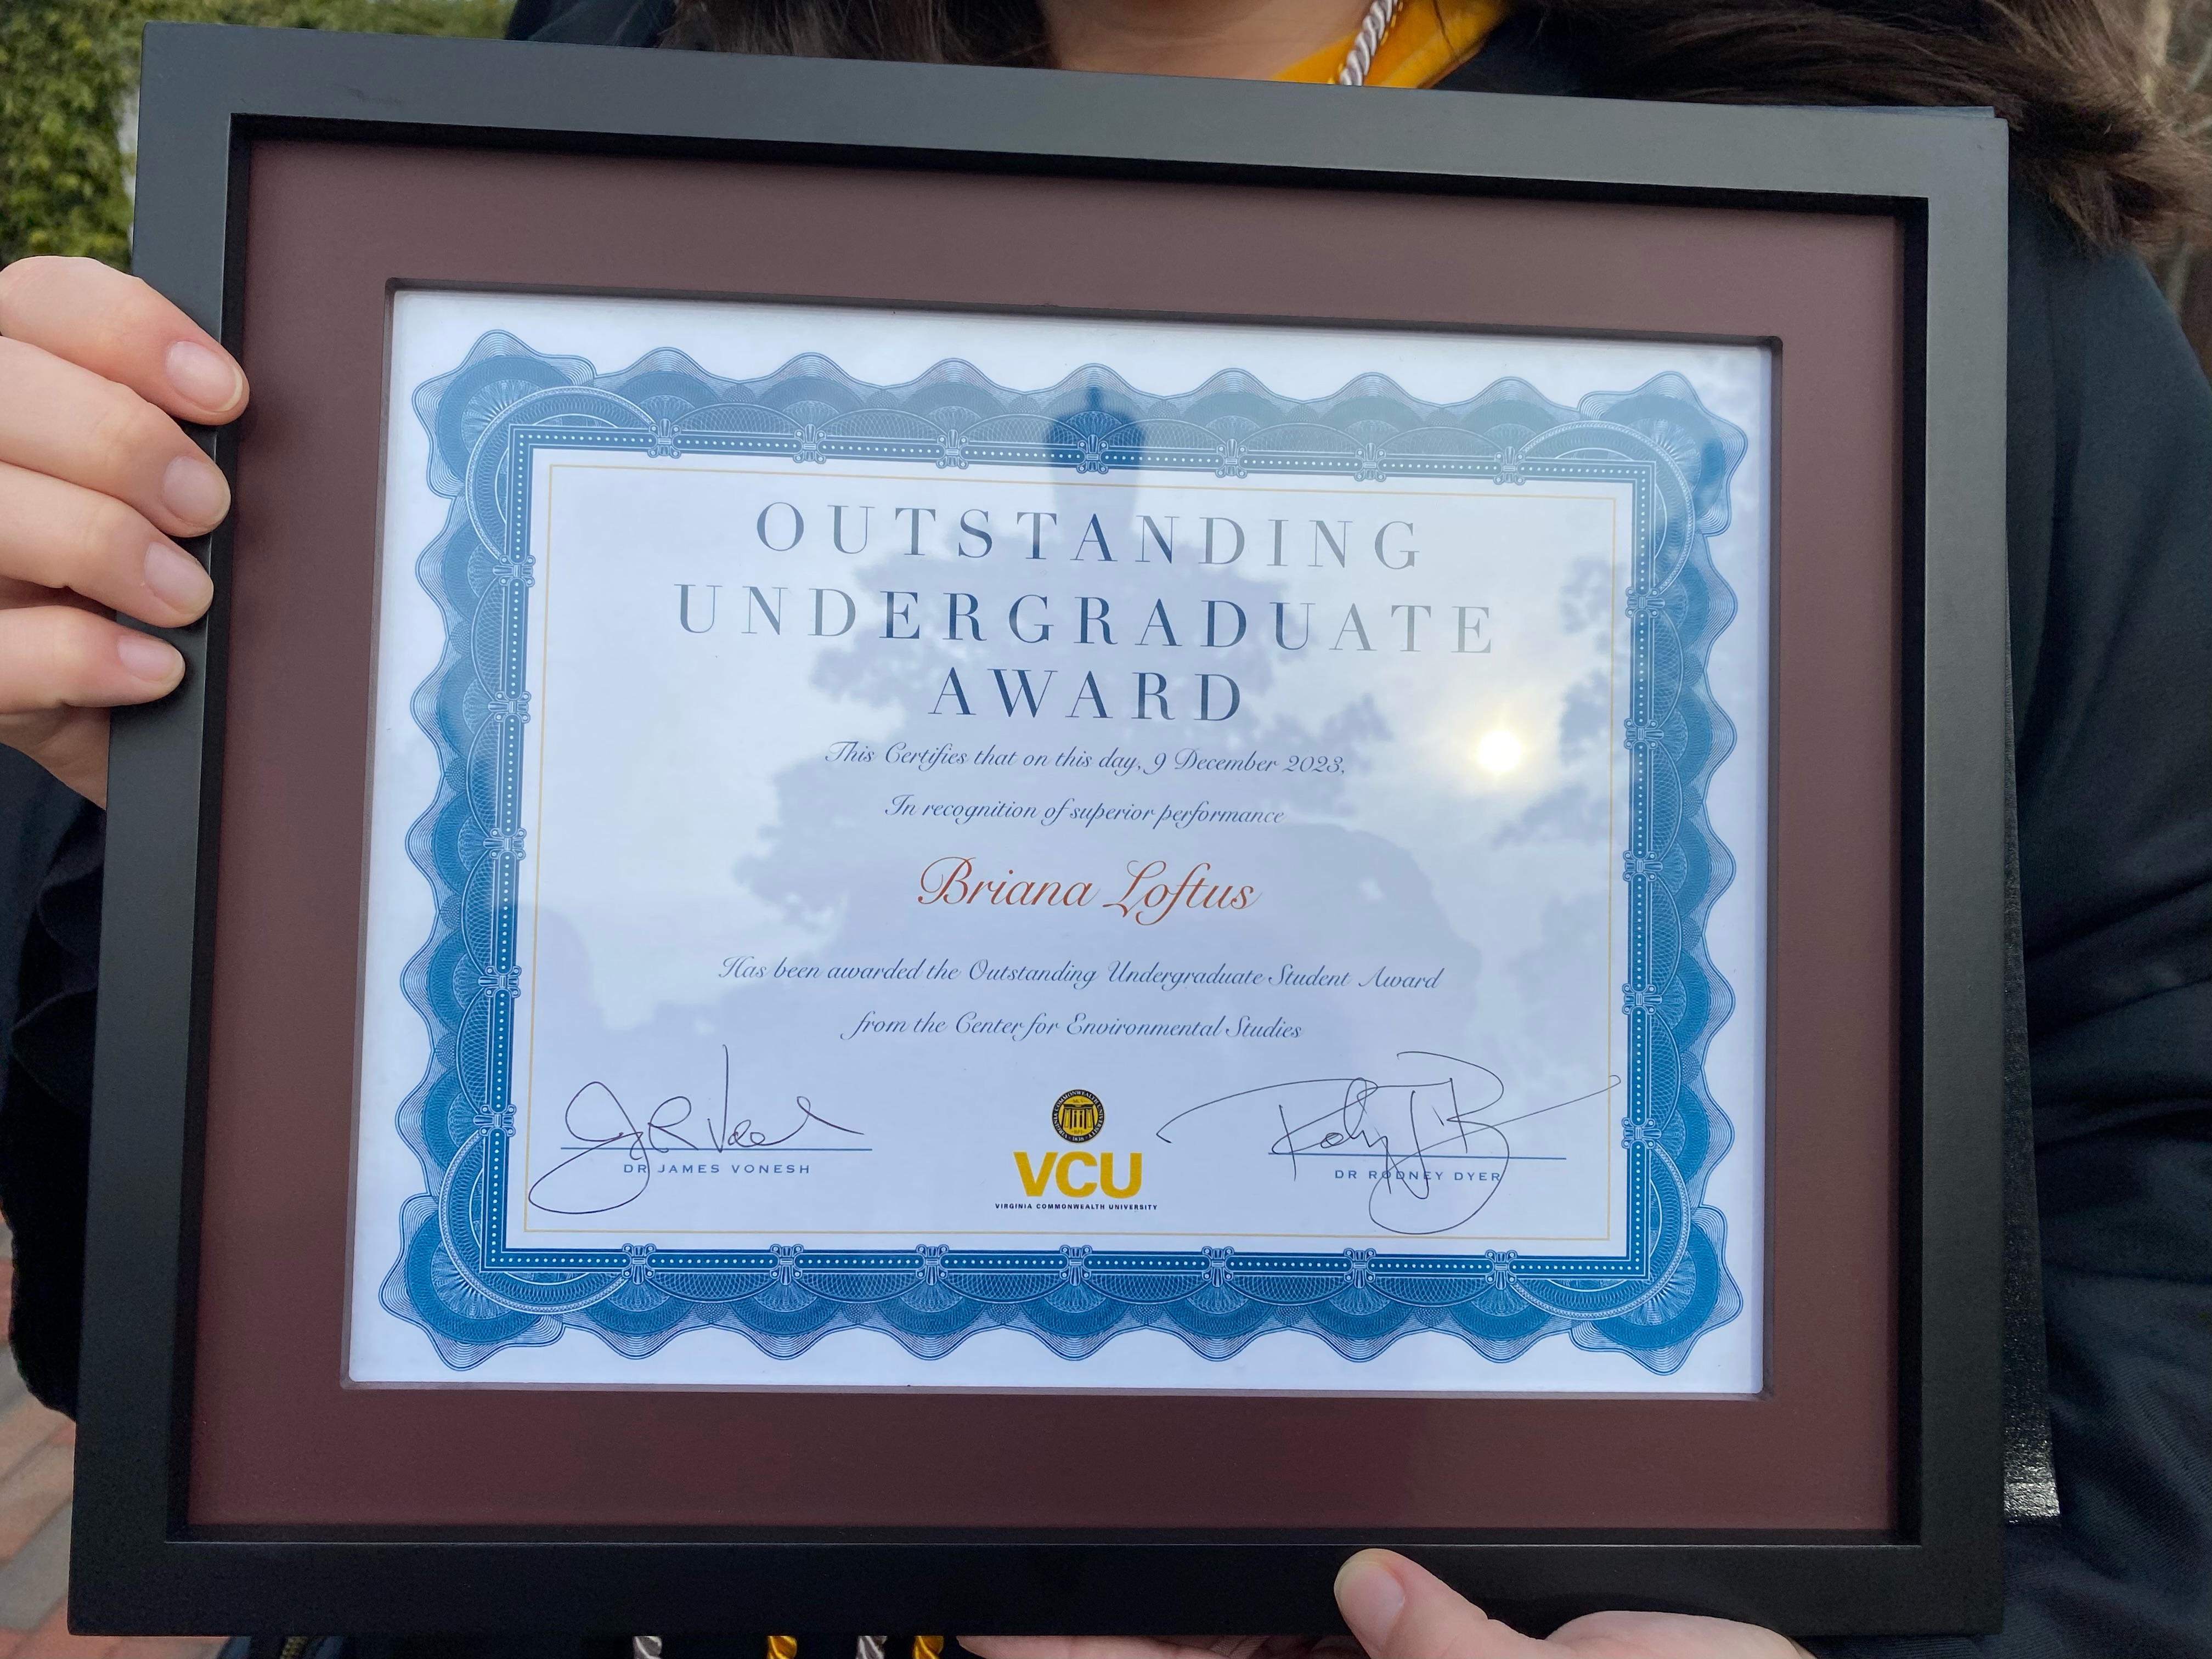 OUTSTANDING
UNDERGRADUATE
AWARD
This Certifies that on this day, 9 December 2023,
In recognition of superior performance
Briana Loftus
Has been awarded the Outstanding Undergraduate Student Award
from the Center for Environmental Studies
DR JAMES VONESH
VCU
VIRGINIA COMMONWEALTH UNIVERSITY
DR RODNEY DYER